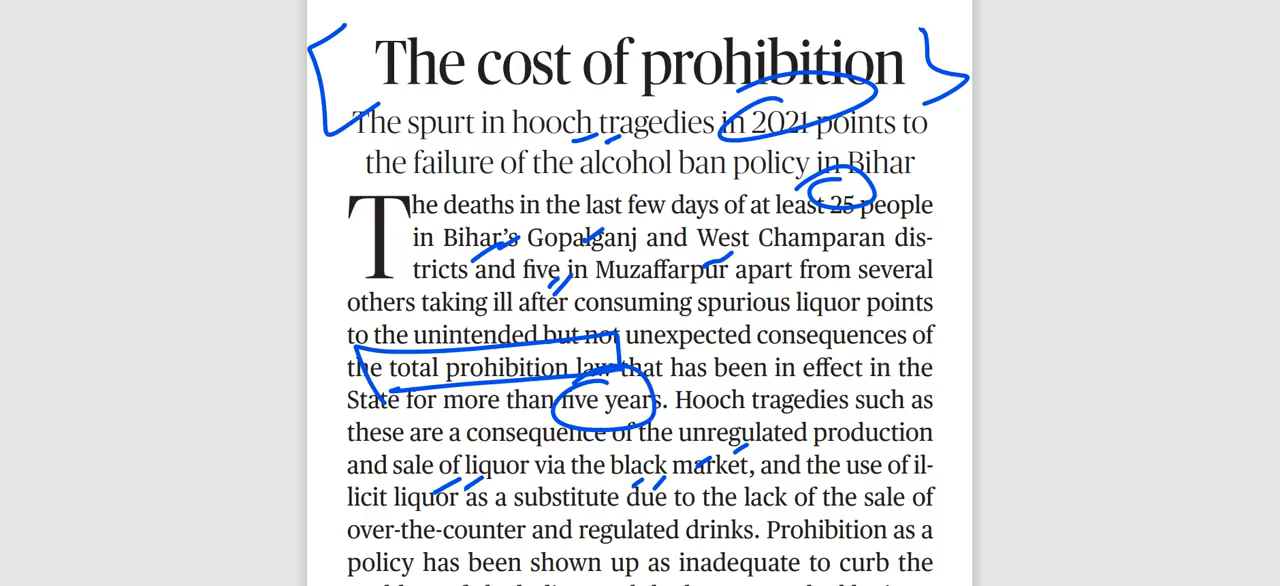 The cost of prohibition
The spurt in hooch tragedies in 2021 points to
the failure of the alcohol ban policy in Bihar
The deaths in the last few days of at least 25 people
in Bihar's Gopalganj and West Champaran dis-
tricts and five in Muzaffarpur apart from several
others taking ill after consuming spurious liquor points
to the unintended but not unexpected consequences of
the total prohibition law that has been in effect in the
State for more than five years. Hooch tragedies such as
these are a consequence of the unregulated production
and sale of liquor via the black market, and the use of il-
licit liquor as a substitute due to the lack of the sale of
over-the-counter and regulated drinks. Prohibition as a
policy has been shown up as inadequate to curb the